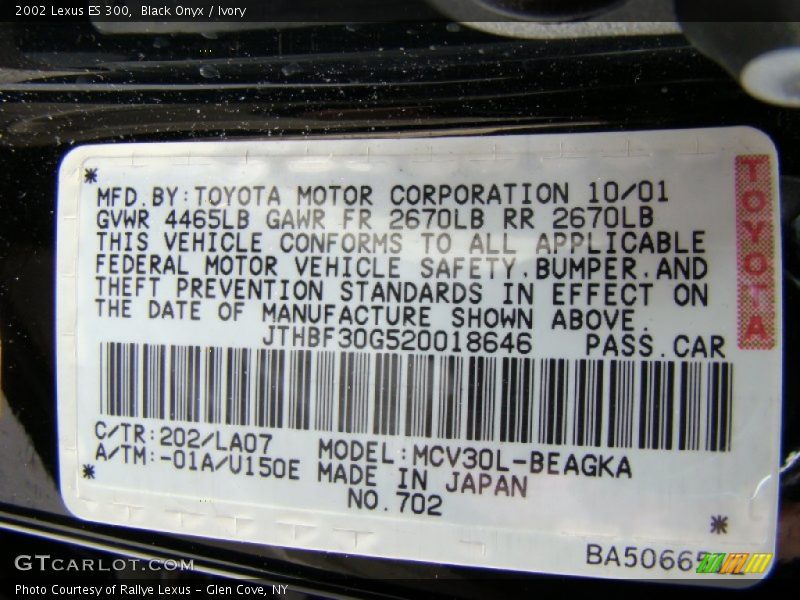 2002 Lexus ES 300, Black Onyx / Ivory
MFD.BY:TOYOTA MOTOR CORPORATION 10/01
GVWR 4465LB GAWR FR 2670LB RR 2670LB
THIS VEHICLE CONFORMS TO ALL APPLICABLE
FEDERAL MOTOR VEHICLE SAFETY,BUMPER,AND
THEFT PREVENTION STANDARDS IN EFFECT ON
THE DATE OF MANUFACTURE SHOWN ABOVE.
JTHBF30G520018646 PASS.CAR
C/TR:202/LA07 MODEL:MCV30L-BEAGKA
A/TM:-01A/U150E MADE IN JAPAN
NO.702
TOYOTA
GTCARLOT.COM
Photo Courtesy of Rallye Lexus - Glen Cove, NY